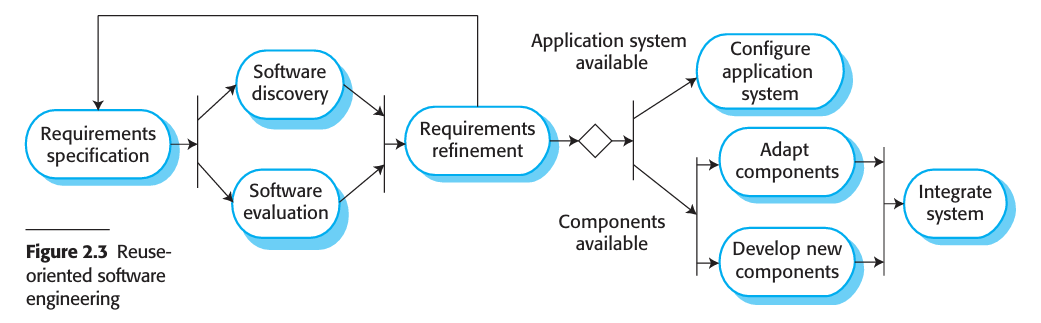 Requirements
specification
Software
discovery
Software
evaluation
Requirements
refinement
Application system
available
Components
available
Configure
application
system
Adapt
components
Develop new
components
Integrate
system
Figure 2.3 Reuse-
oriented software
engineering